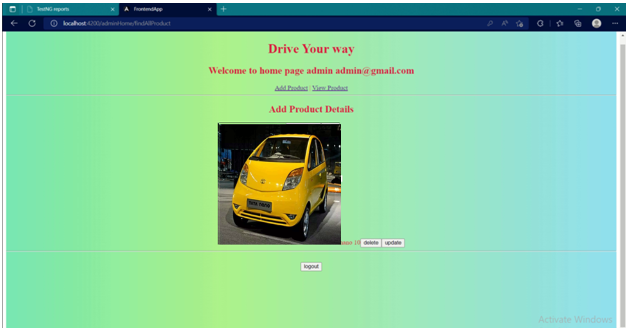 TestNG reports
FrontendApp
localhost:4200/adminHome/findAllProduct
Drive Your way
Welcome to home page admin admin@gmail.com
Add Product | View Product
Add Product Details
10 delete update
logout
Activate Windows